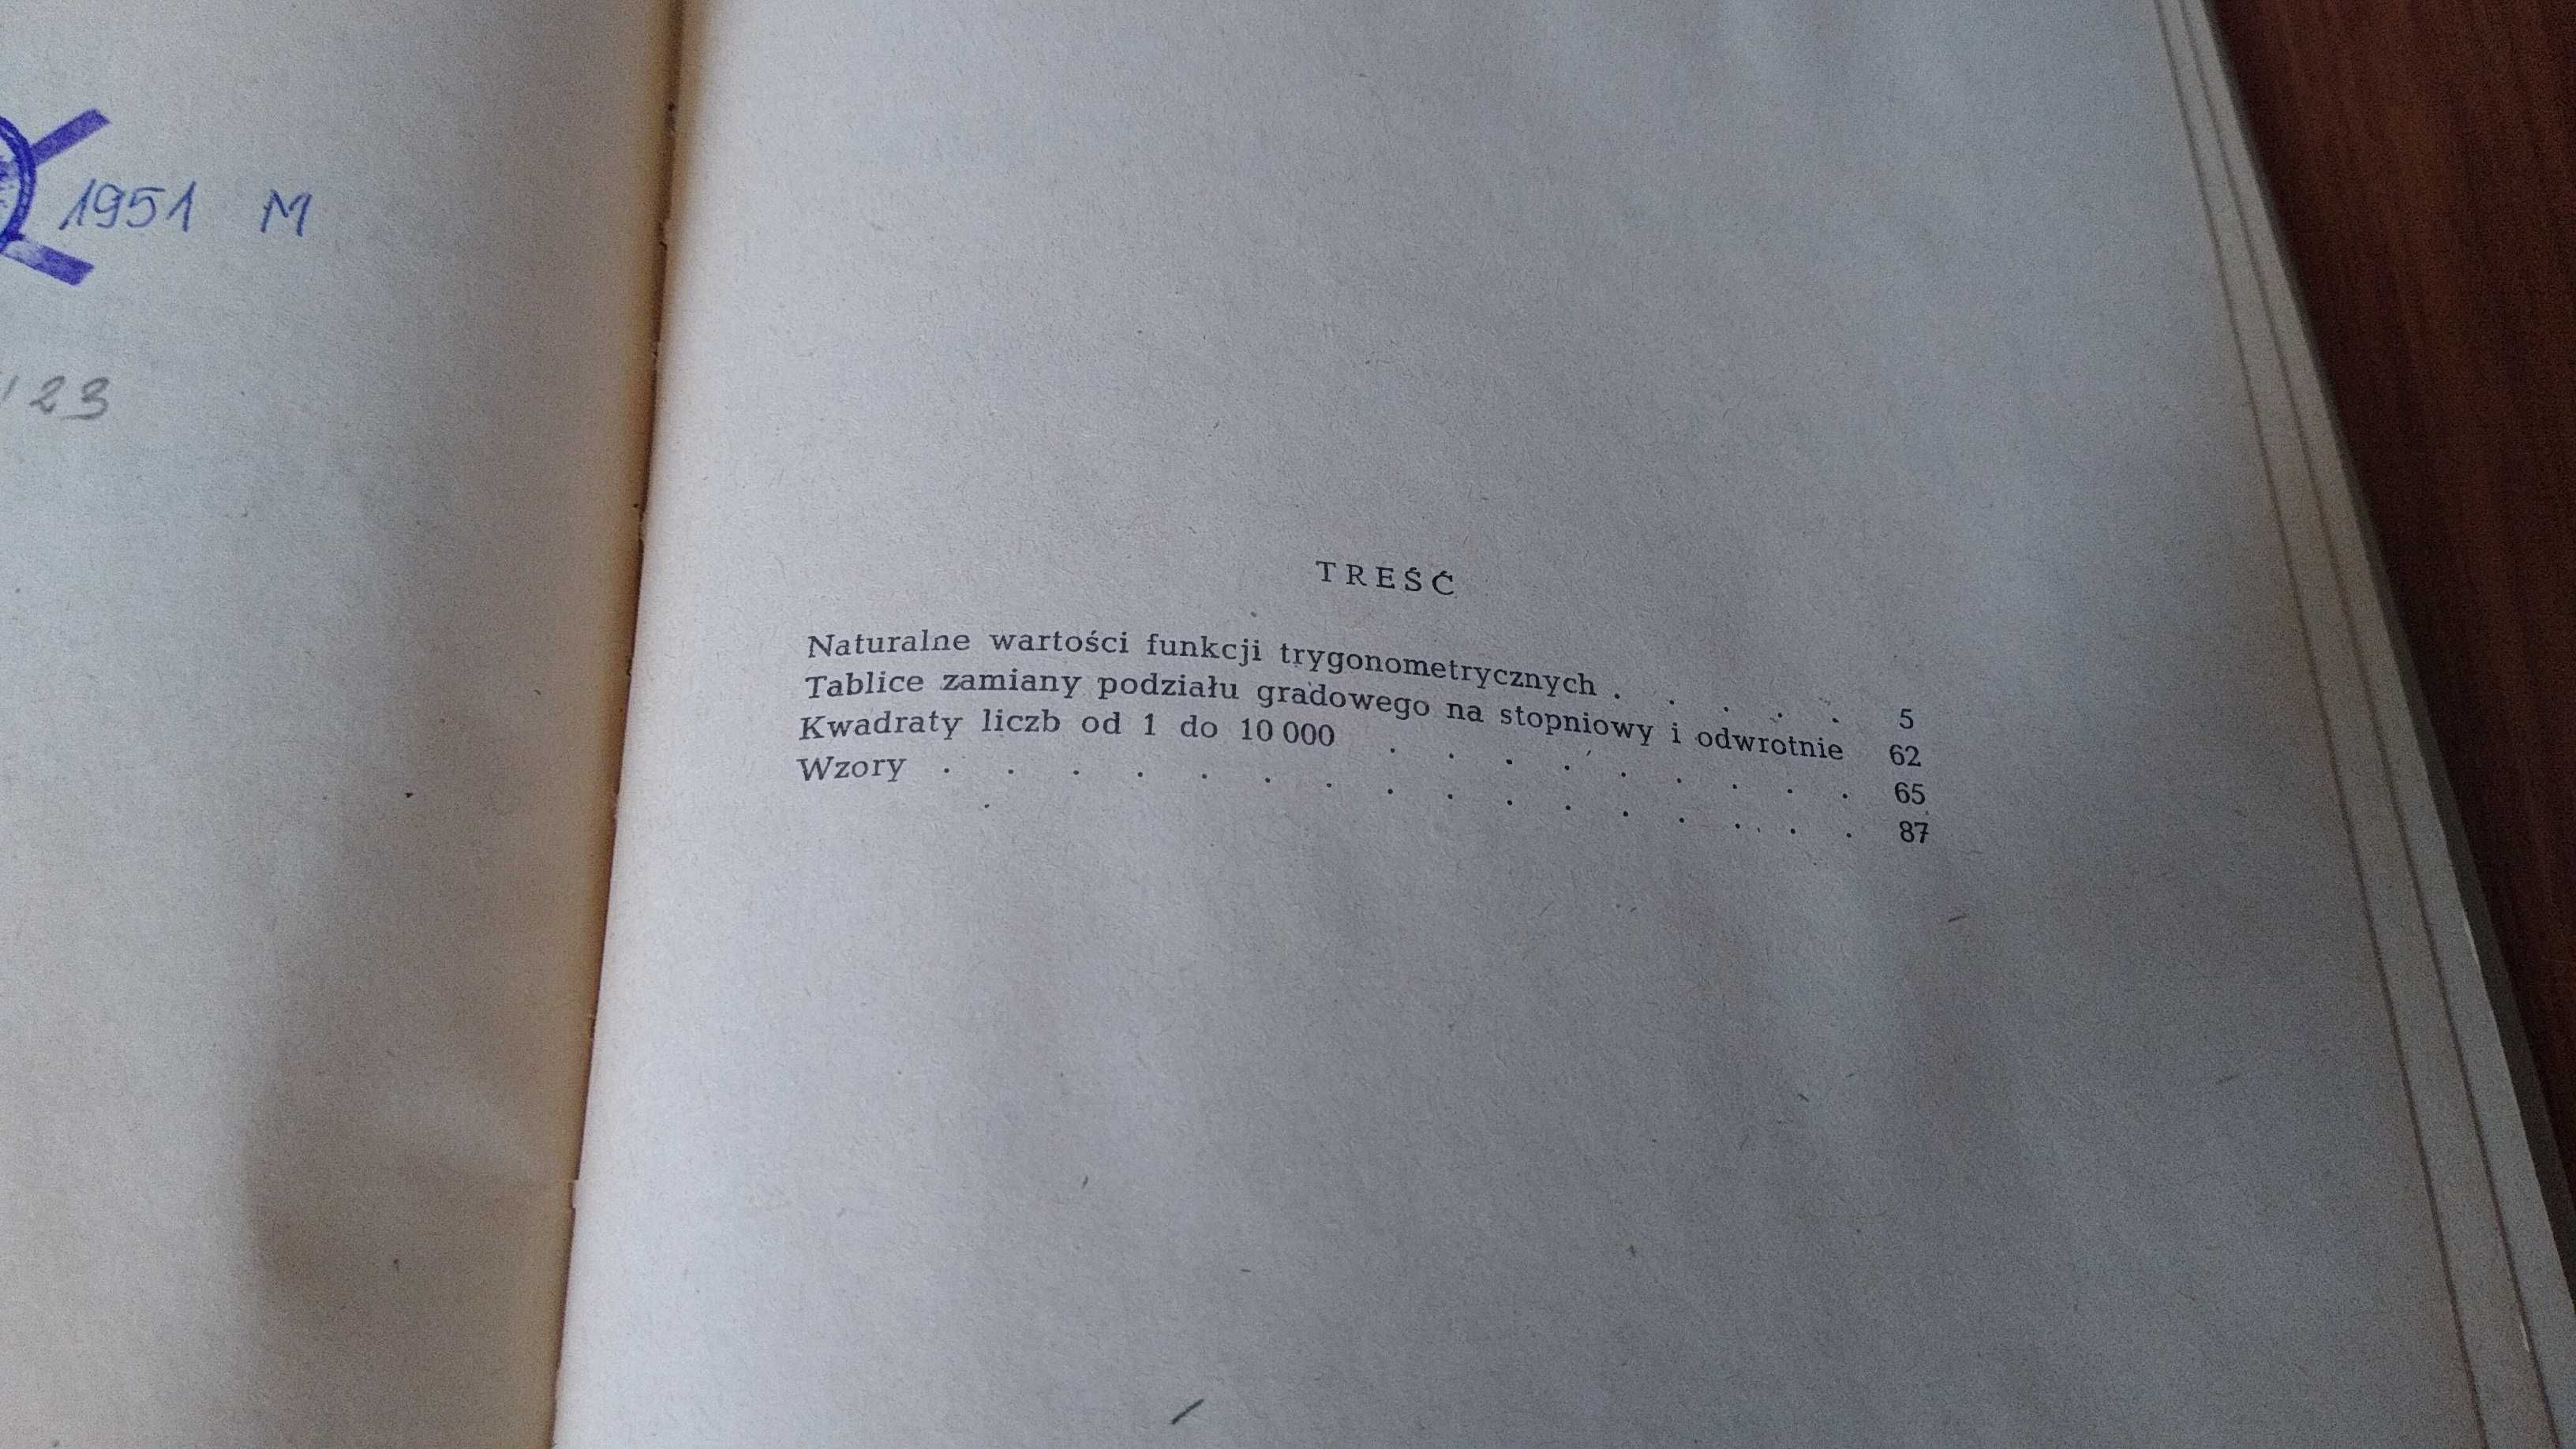 1951 M
23
TREŚĆ
Naturalne wartości funkcji trygonometrycznych . . . . . 5
Tablice zamiany podziału gradowego na stopniowy i odwrotnie 62
Kwadraty liczb od 1 do 10 000 . . . . . . . . . 65
Wzory . . . . . . . . . . . . . . . 87